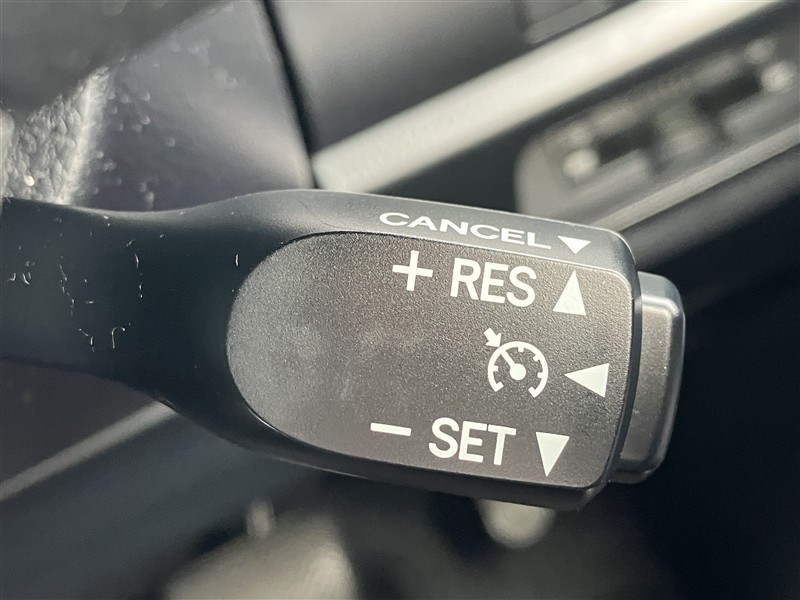 CANCEL ▼
+ RES ▲
◀
− SET ▼